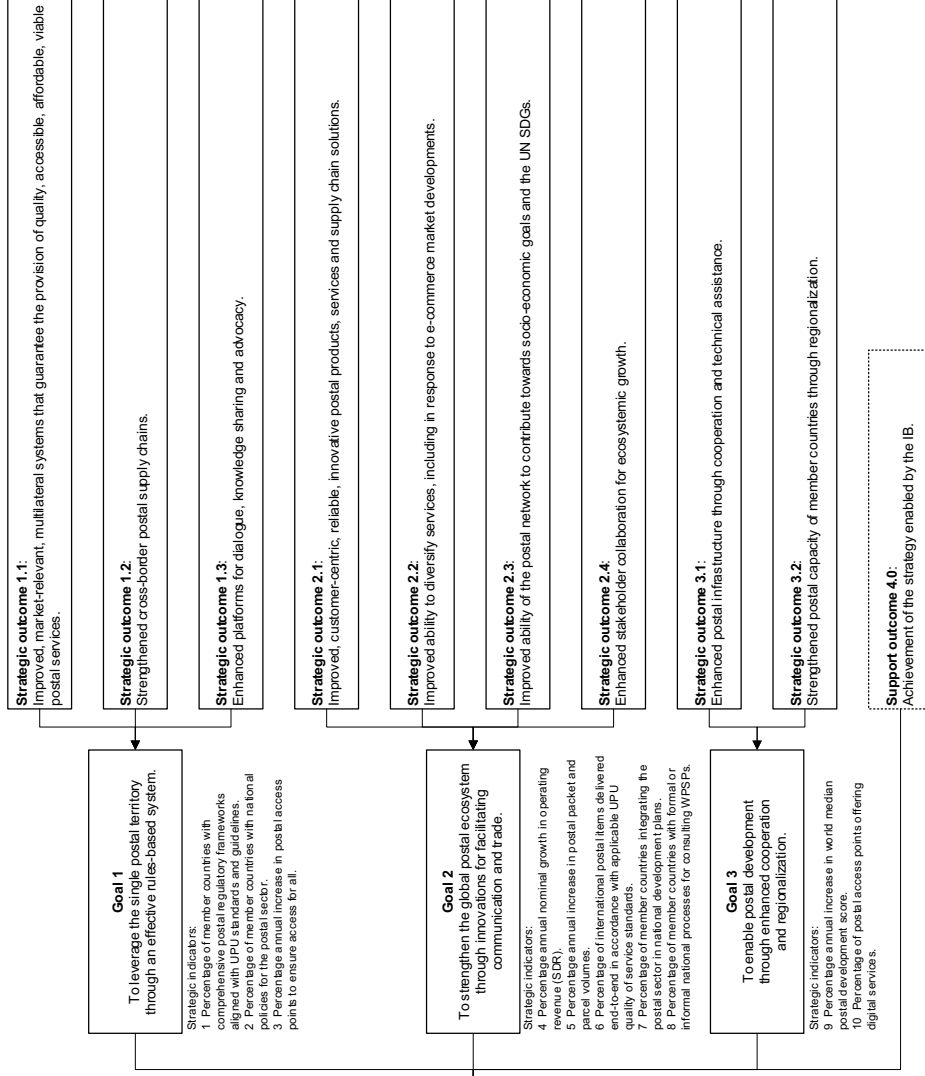 Goal 1
To leverage the single postal territory
through an effective rules-based system.
Strategic indicators:
1 Percentage of member countries with
comprehensive postal regulatory frameworks
aligned with UPU standards and guidelines.
2 Percentage of member countries with national
policies for the postal sector.
3 Percentage annual increase in postal access
points to ensure access for all.
Strategic outcome 1.1:
Improved, market-relevant, multilateral systems that guarantee the provision of quality, accessible, affordable, viable
postal services.
Strategic outcome 1.2:
Strengthened cross-border postal supply chains.
Strategic outcome 1.3:
Enhanced platforms for dialogue, knowledge sharing and advocacy.
Goal 2
To strengthen the global postal ecosystem
through innovations for facilitating
communication and trade.
Strategic indicators:
4 Percentage annual nominal growth in operating
revenue (SDR).
5 Percentage annual increase in postal packet and
parcel volumes.
6 Percentage of international postal items delivered
end-to-end in accordance with applicable UPU
quality of service standards.
7 Percentage of member countries integrating the
postal sector in national development plans.
8 Percentage of member countries with formal or
informal national processes for consulting WPSPs.
Strategic outcome 2.1:
Improved, customer-centric, reliable, innovative postal products, services and supply chain solutions.
Strategic outcome 2.2:
Improved ability to diversify services, including in response to e-commerce market developments.
Strategic outcome 2.3:
Improved ability of the postal network to contribute towards socio-economic goals and the UN SDGs.
Strategic outcome 2.4:
Enhanced stakeholder collaboration for ecosystemic growth.
Goal 3
To enable postal development
through enhanced cooperation
and regionalization.
Strategic indicators:
9 Percentage annual increase in world median
postal development score.
10 Percentage of postal access points offering
digital services.
Strategic outcome 3.1:
Enhanced postal infrastructure through cooperation and technical assistance.
Strategic outcome 3.2:
Strengthened postal capacity of member countries through regionalization.
Support outcome 4.0:
Achievement of the strategy enabled by the IB.